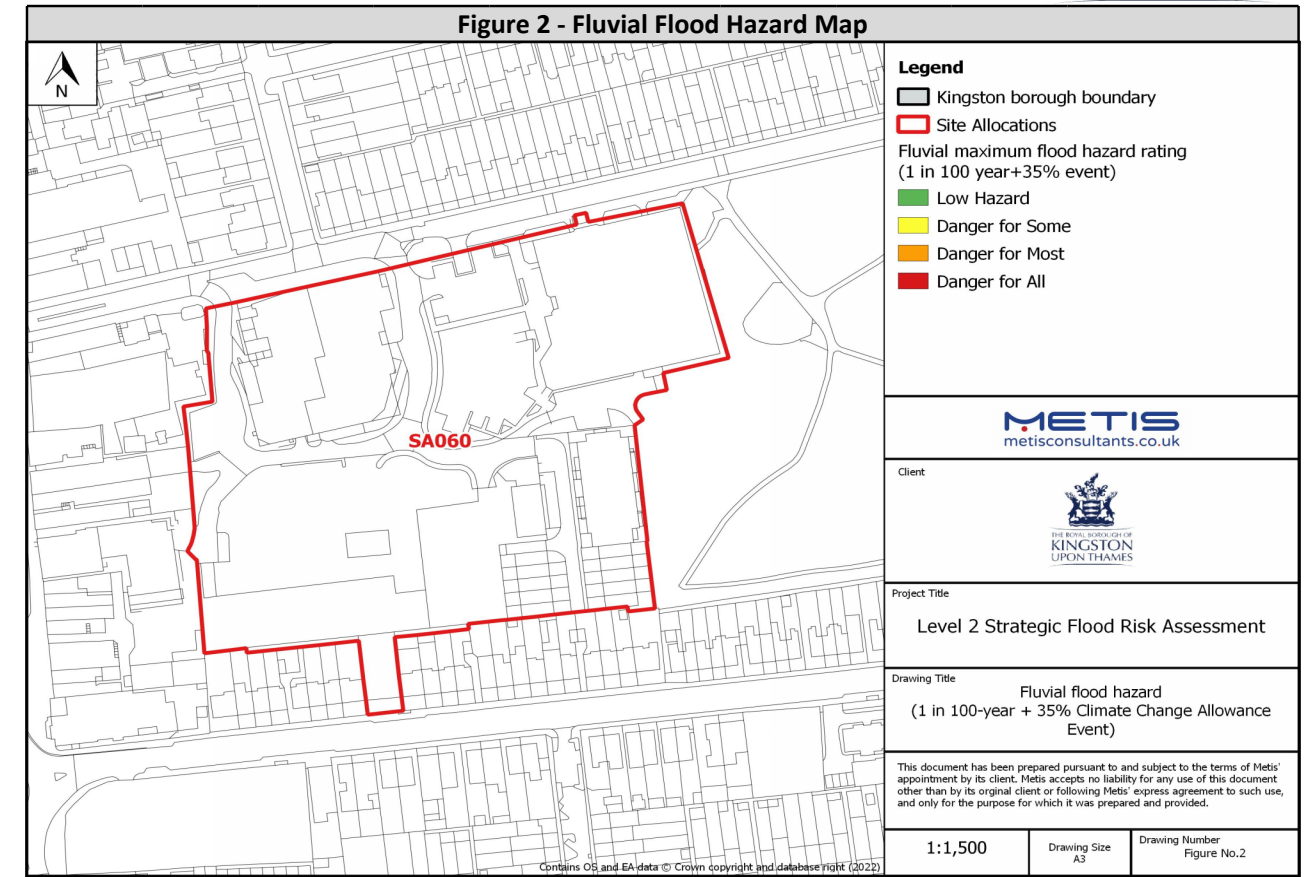 Figure 2 - Fluvial Flood Hazard Map
N
SA060
Contains OS and EA data © Crown copyright and database right (2022)
Legend
Kingston borough boundary
Site Allocations
Fluvial maximum flood hazard rating
(1 in 100 year+35% event)
Low Hazard
Danger for Some
Danger for Most
Danger for All
METIS
metisconsultants.co.uk
Client
THE ROYAL BOROUGH OF
KINGSTON
UPON THAMES
Project Title
Level 2 Strategic Flood Risk Assessment
Drawing Title
Fluvial flood hazard
(1 in 100-year + 35% Climate Change Allowance
Event)
This document has been prepared pursuant to and subject to the terms of Metis'
appointment by its client. Metis accepts no liability for any use of this document
other than by its orginal client or following Metis' express agreement to such use,
and only for the purpose for which it was prepared and provided.
1:1,500
Drawing Size
A3
Drawing Number
Figure No.2